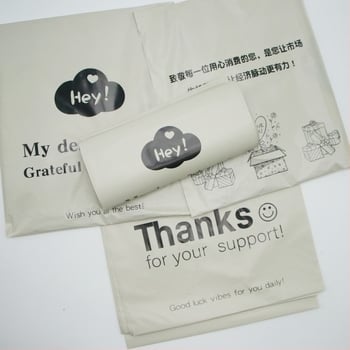 Hey!
My de
Grateful
Wish you all the best!
致敬每一位用心消费的您，是您让市场
让经济脉动更有力！
Hey!
Thanks
for your support!
Good luck vibes for you daily!